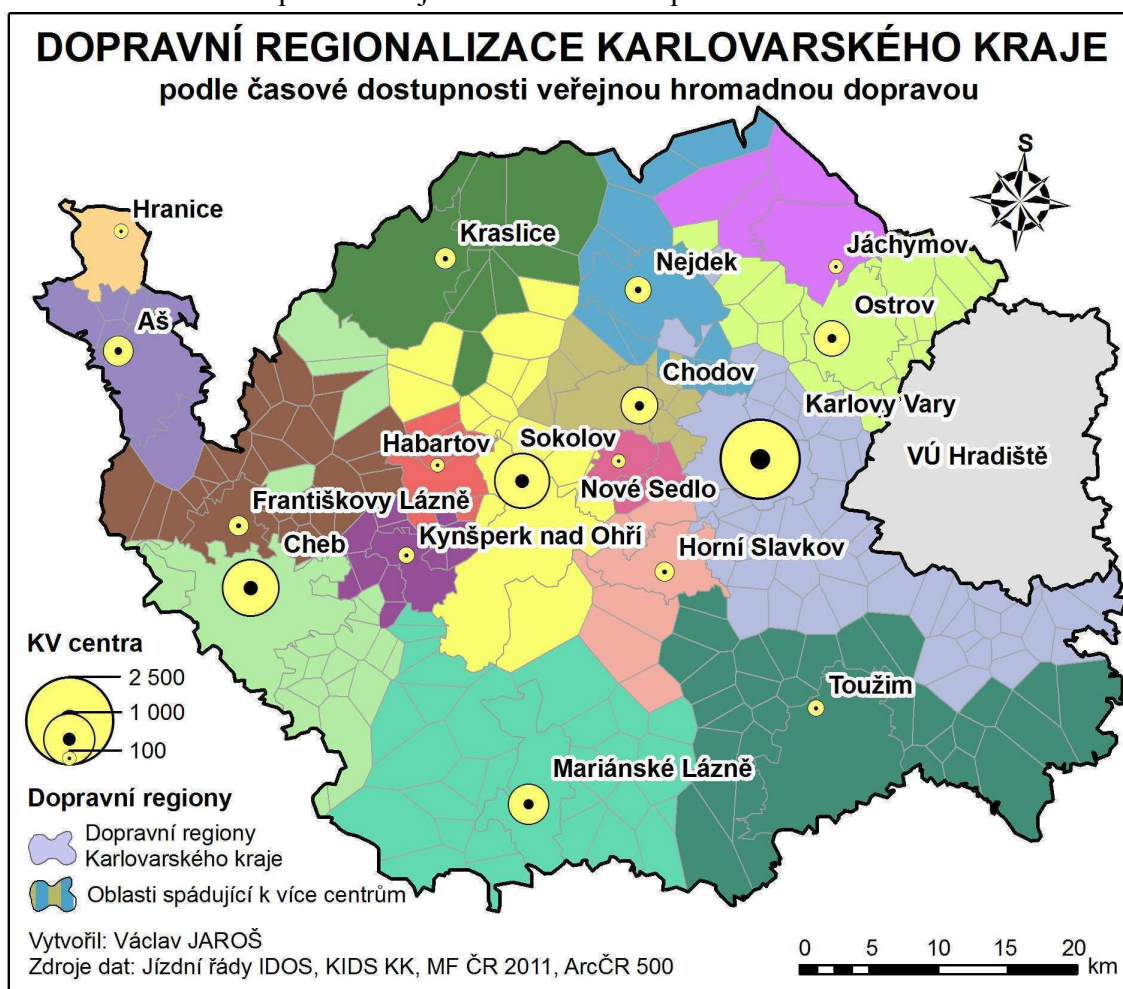 DOPRAVNÍ REGIONALIZACE KARLOVARSKÉHO KRAJE
podle časové dostupnosti veřejnou hromadnou dopravou
S
Hranice
Kraslice
Jáchymov
Nejdek
Ostrov
Aš
Chodov
Karlovy Vary
Habartov
Sokolov
VÚ Hradiště
Nové Sedlo
Františkovy Lázně
Kynšperk nad Ohří
Cheb
Horní Slavkov
KV centra
2 500
1 000
100
Toužim
Mariánské Lázně
Dopravní regiony
Dopravní regiony
Karlovarského kraje
Oblasti spádující k více centrům
Vytvořil: Václav JAROŠ
Zdroje dat: Jízdní řády IDOS, KIDS KK, MF ČR 2011, ArcČR 500
0 5 10 15 20
km